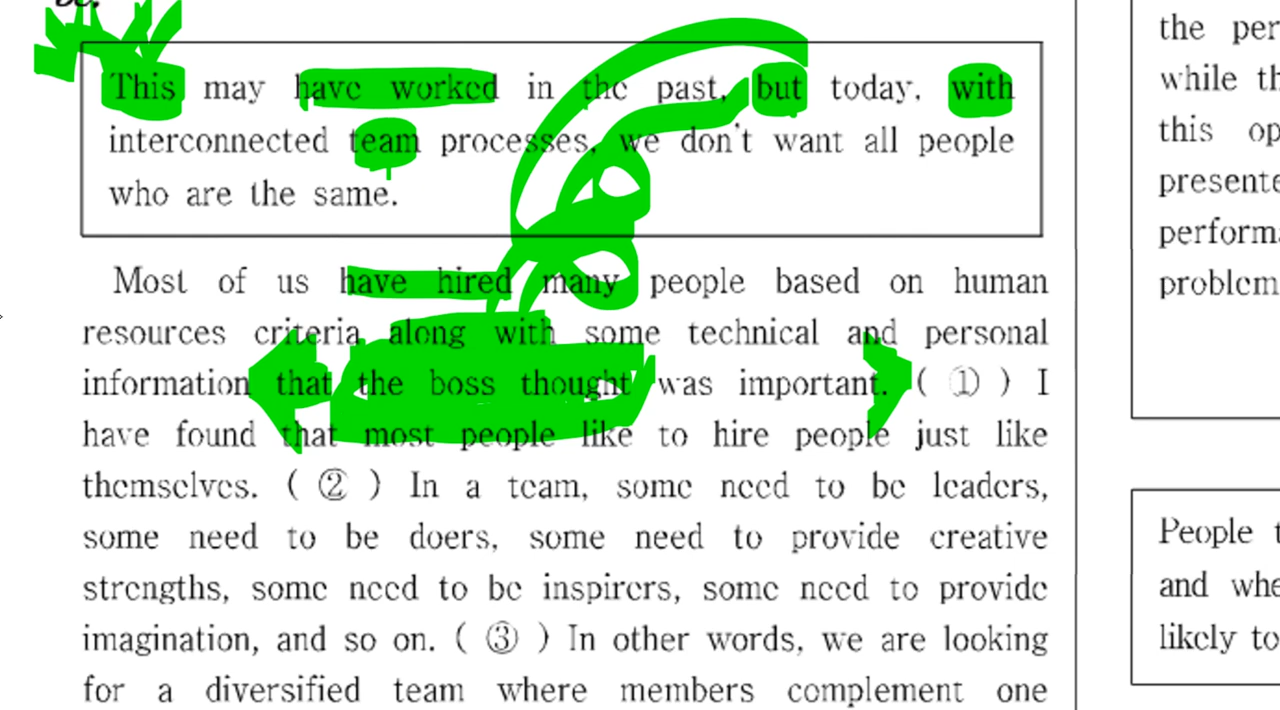 be.
This may have worked in the past, but today, with
interconnected team processes, we don't want all people
who are the same.
Most of us have hired many people based on human
resources criteria along with some technical and personal
information that the boss thought was important. ( ① ) I
have found that most people like to hire people just like
themselves. ( ② ) In a team, some need to be leaders,
some need to be doers, some need to provide creative
strengths, some need to be inspirers, some need to provide
imagination, and so on. ( ③ ) In other words, we are looking
for a diversified team where members complement one
the per
while th
this op
presente
performa
problem
People t
and whe
likely to